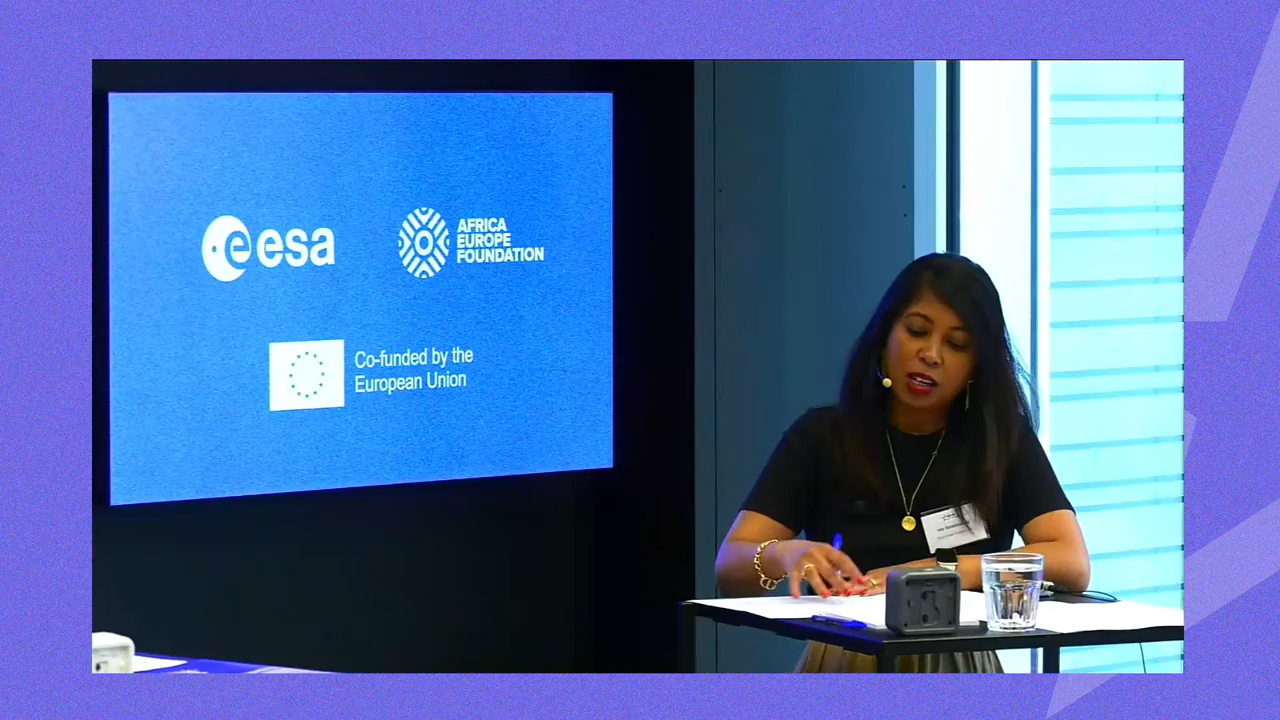 esa
AFRICA
EUROPE
FOUNDATION
Co-funded by the
European Union